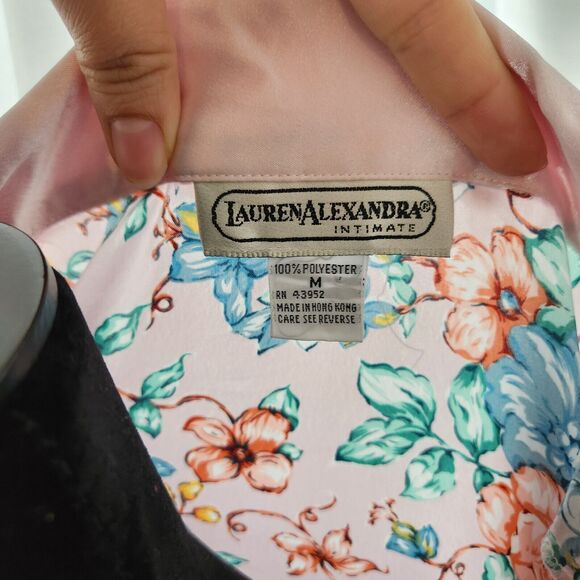 LAURENALEXANDRA®
INTIMATE
100% POLYESTER
M
RN 43952
MADE IN HONG KONG
CARE SEE REVERSE